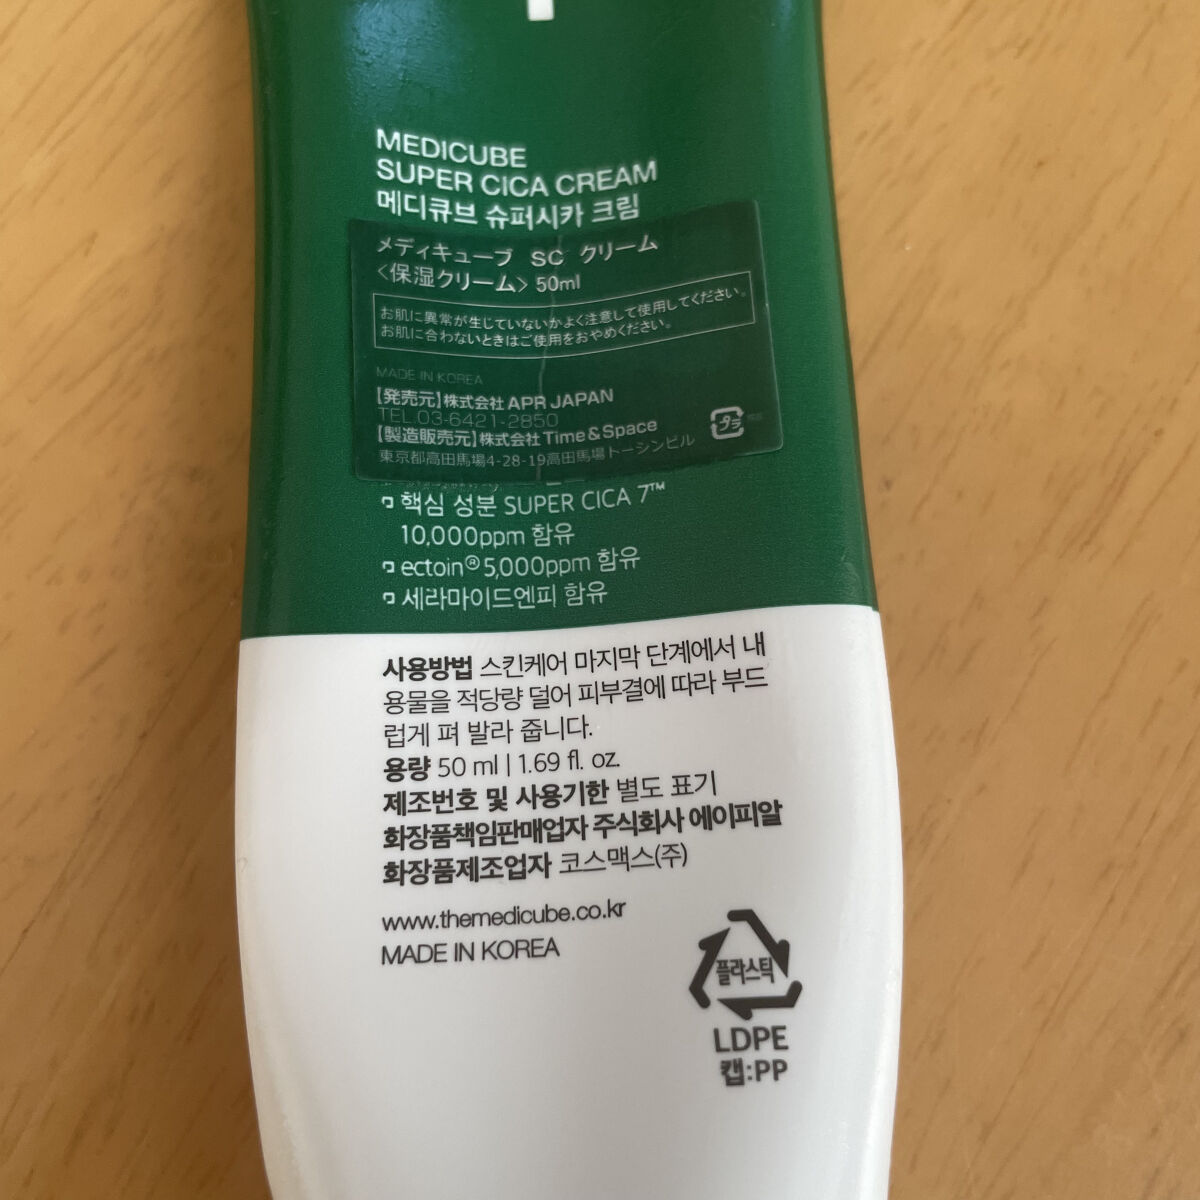 MEDICUBE
SUPER CICA CREAM
메디큐브 슈퍼시카 크림
メディキューブ SC クリーム
<保湿クリーム> 50ml
お肌に異常が生じていないかよく注意して使用してください。
お肌に合わないときはご使用をおやめください。
MADE IN KOREA
【発売元】株式会社 APR JAPAN
TEL.03-6421-2850
【製造販売元】株式会社 Time&Space
東京都高田馬場4-28-19高田馬場トーシンビル
プラ
핵심 성분 SUPER CICA 7™
10,000ppm 함유
ectoin® 5,000ppm 함유
세라마이드엔피 함유
사용방법 스킨케어 마지막 단계에서 내
용물을 적당량 덜어 피부결에 따라 부드
럽게 펴 발라 줍니다.
용량 50 ml | 1.69 fl. oz.
제조번호 및 사용기한 별도 표기
화장품책임판매업자 주식회사 에이피알
화장품제조업자 코스맥스(주)
www.themedicube.co.kr
MADE IN KOREA
플라스틱
LDPE
캡:PP